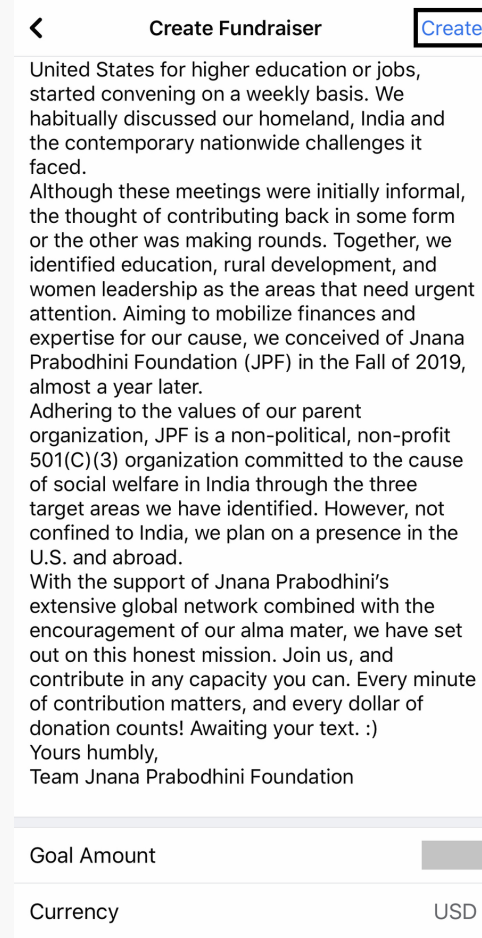 Create Fundraiser
Create
United States for higher education or jobs,
started convening on a weekly basis. We
habitually discussed our homeland, India and
the contemporary nationwide challenges it
faced.
Although these meetings were initially informal,
the thought of contributing back in some form
or the other was making rounds. Together, we
identified education, rural development, and
women leadership as the areas that need urgent
attention. Aiming to mobilize finances and
expertise for our cause, we conceived of Jnana
Prabodhini Foundation (JPF) in the Fall of 2019,
almost a year later.
Adhering to the values of our parent
organization, JPF is a non-political, non-profit
501(C)(3) organization committed to the cause
of social welfare in India through the three
target areas we have identified. However, not
confined to India, we plan on a presence in the
U.S. and abroad.
With the support of Jnana Prabodhini’s
extensive global network combined with the
encouragement of our alma mater, we have set
out on this honest mission. Join us, and
contribute in any capacity you can. Every minute
of contribution matters, and every dollar of
donation counts! Awaiting your text. :)
Yours humbly,
Team Jnana Prabodhini Foundation
Goal Amount
Currency
USD